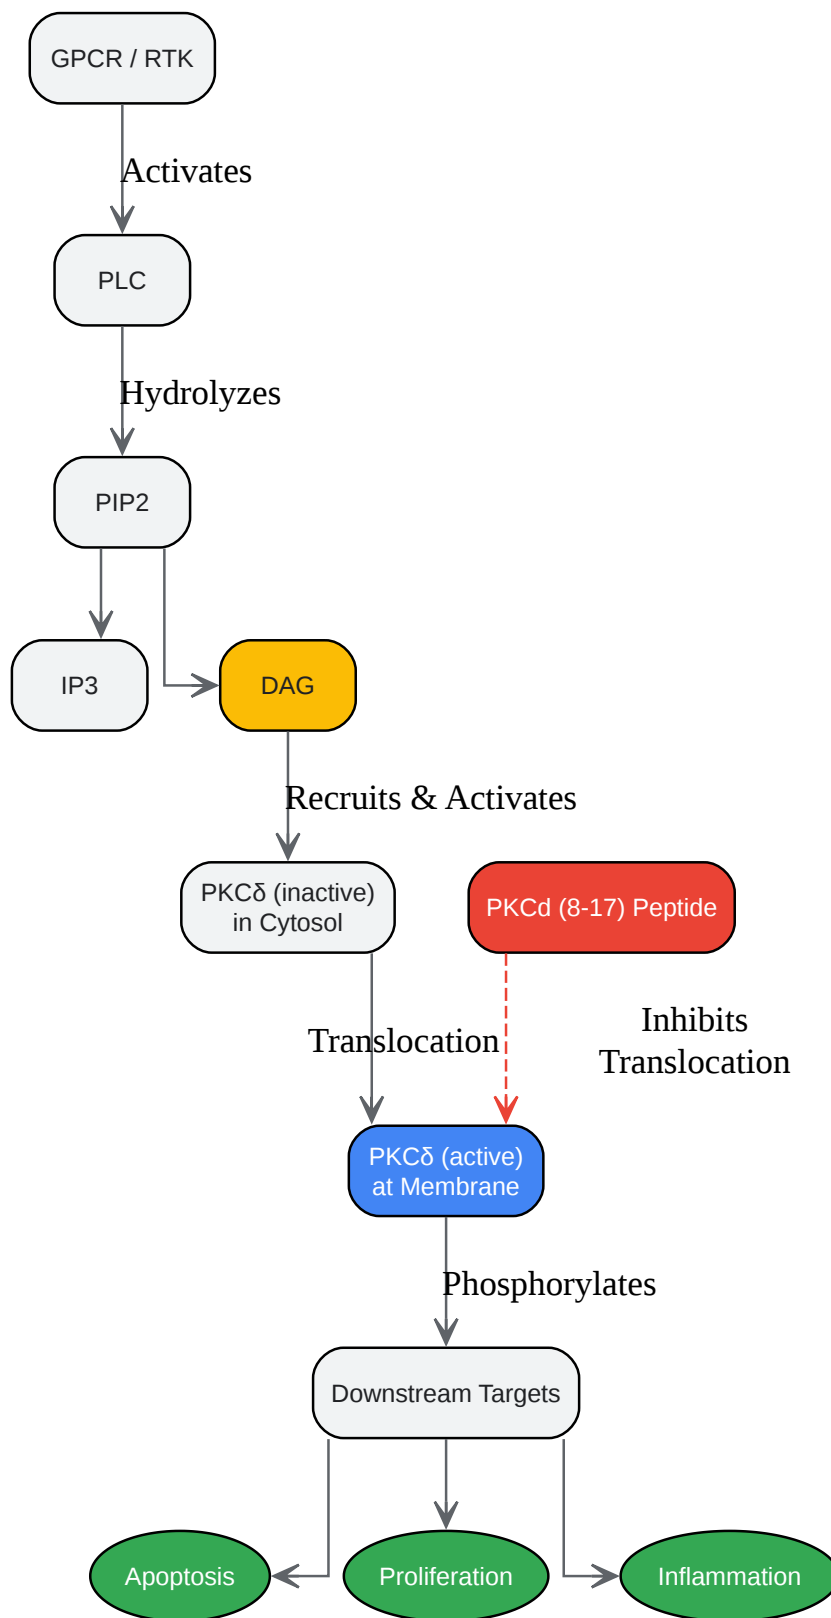 GPCR / RTK
Activates
PLC
Hydrolyzes
PIP2
IP3
DAG
Recruits & Activates
PKCδ (inactive)
in Cytosol
PKCd (8-17) Peptide
Translocation
Inhibits
Translocation
PKCδ (active)
at Membrane
Phosphorylates
Downstream Targets
Apoptosis
Proliferation
Inflammation